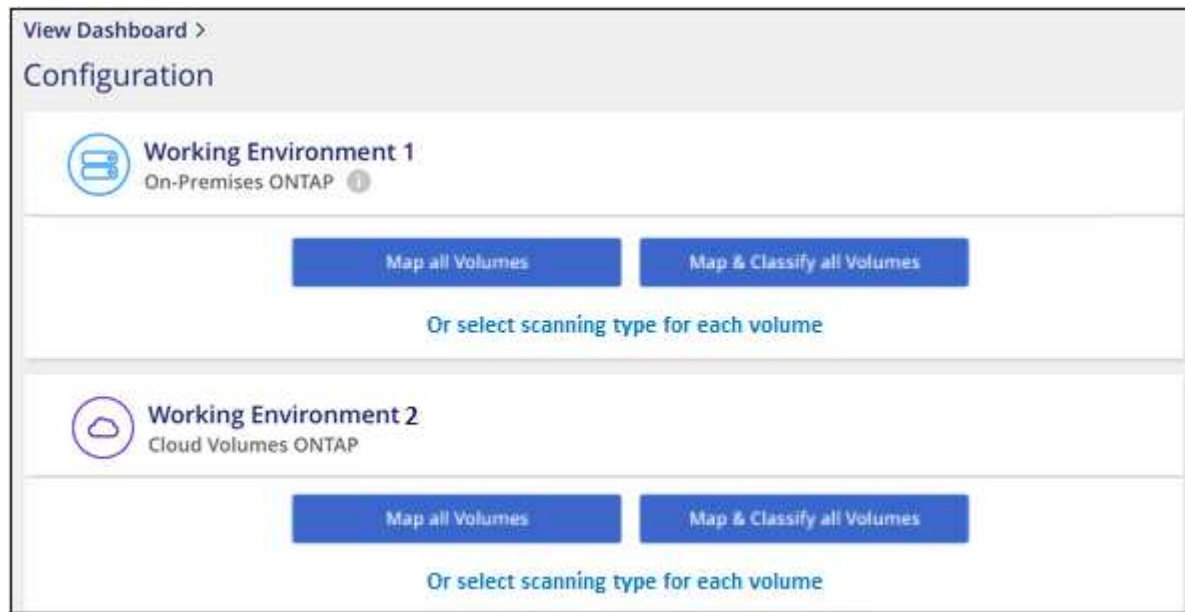 View Dashboard >
Configuration
Working Environment 1
On-Premises ONTAP i
Map all Volumes
Map & Classify all Volumes
Or select scanning type for each volume
Working Environment 2
Cloud Volumes ONTAP
Map all Volumes
Map & Classify all Volumes
Or select scanning type for each volume